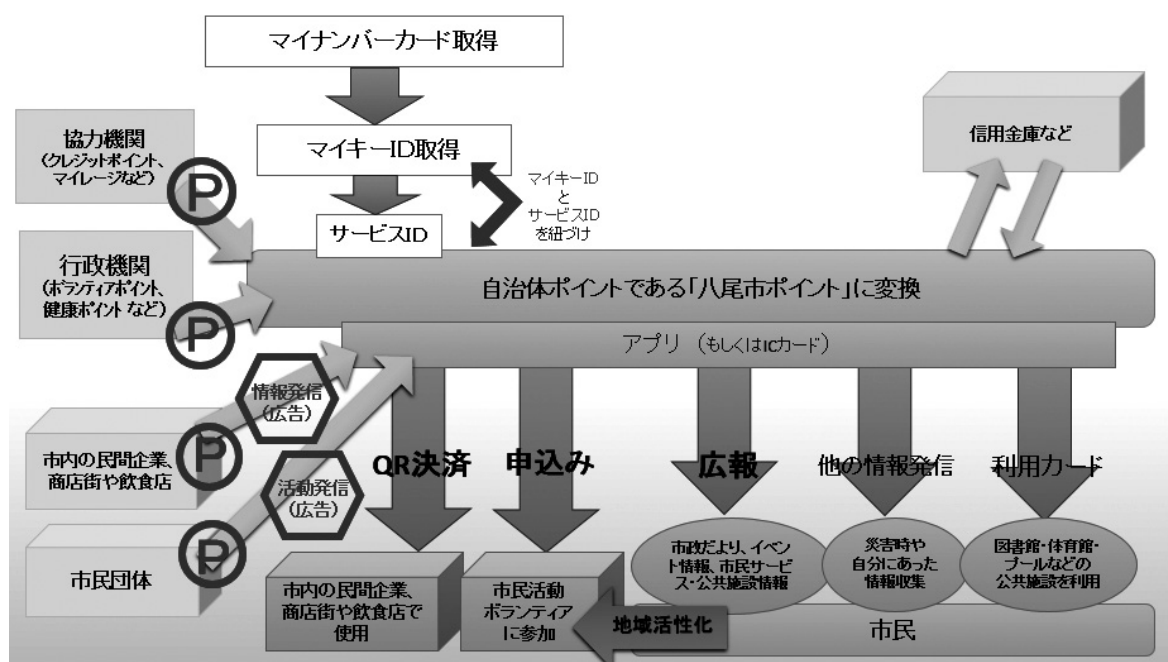 マイナンバーカード取得
協力機関
(クレジットポイント、
マイレージなど)
P
マイキーID取得
マイキーID
と
サービスID
を紐づけ
信用金庫など
サービスID
行政機関
(ボランティアポイント、
健康ポイントなど)
P
自治体ポイントである「八尾市ポイント」に変換
アプリ (もしくはICカード)
情報発信
(広告)
市内の民間企業、
商店街や飲食店
P
活動発信
(広告)
市民団体
P
QR決済
申込み
広報
他の情報発信
利用カード
市内の民間企業、
商店街や飲食店で
使用
市民活動
ボランティア
に参加
市政だより、イベン
ト情報、市民サービ
ス・公共施設情報
災害時や
自分にあった
情報収集
図書館・体育館・
プールなどの
公共施設を利用
地域活性化
市民